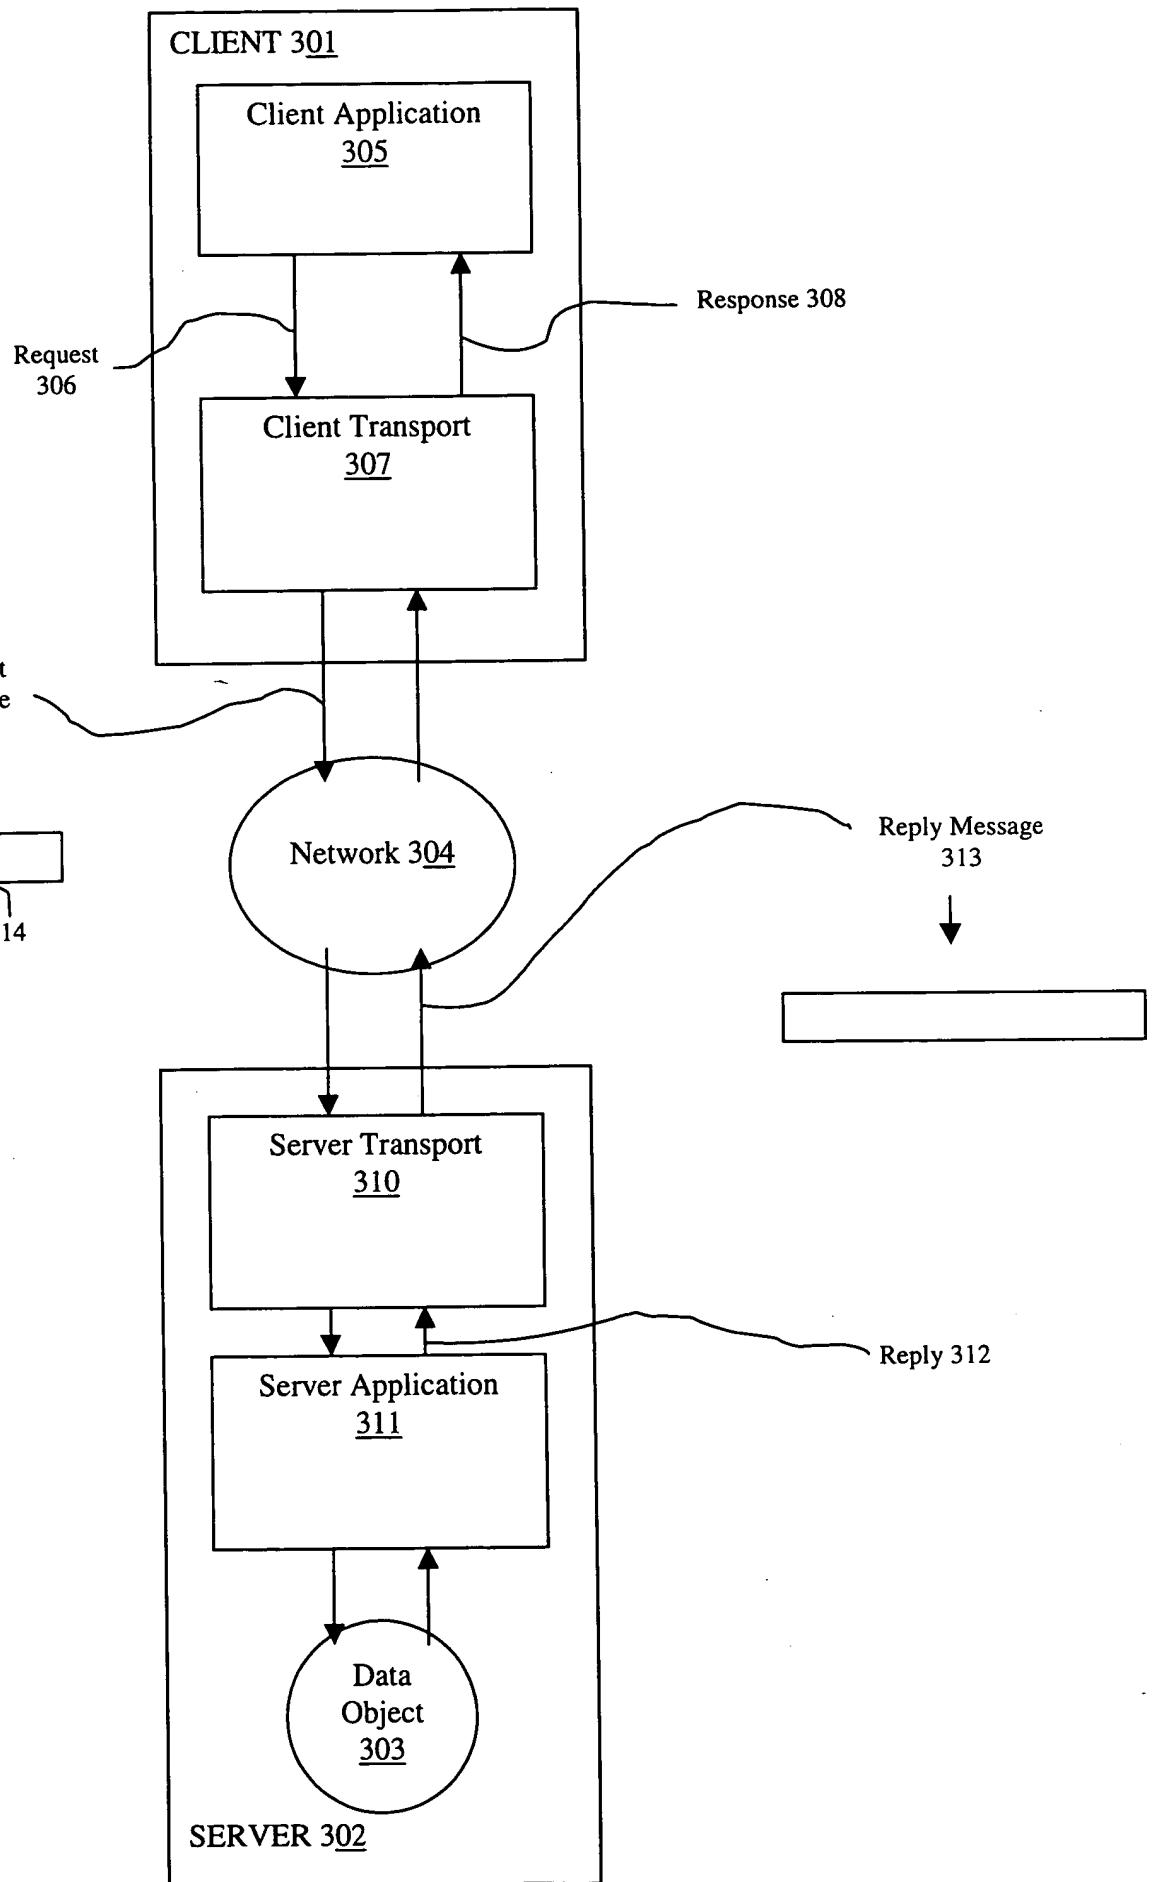 CLIENT 301
Client Application
305
Response 308
Request
306
Client Transport
307
Network 304
Reply Message
313
14
Server Transport
310
Reply 312
Server Application
311
Data
Object
303
SERVER 302